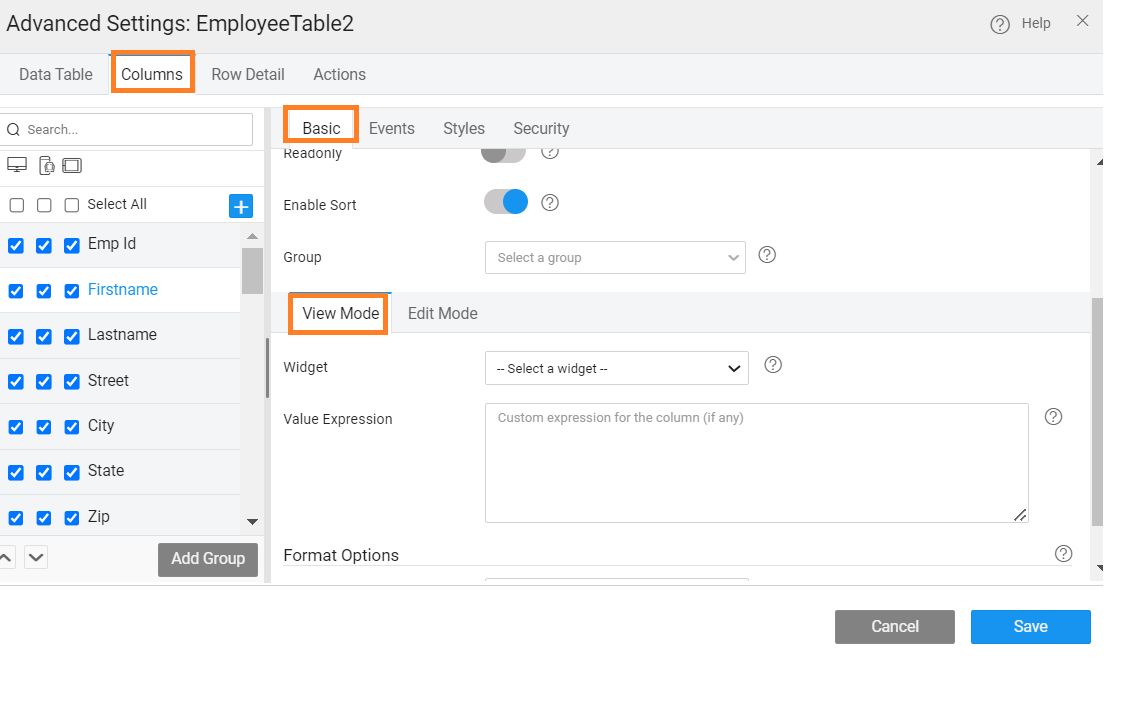 Advanced Settings: EmployeeTable2
Help
Data Table Columns Row Detail Actions
Search...
Select All
Emp Id
Firstname
Lastname
Street
City
State
Zip
Add Group
Basic Events Styles Security
Readonly
Enable Sort
Group Select a group
View Mode Edit Mode
Widget -- Select a widget --
Value Expression Custom expression for the column (if any)
Format Options
Cancel Save